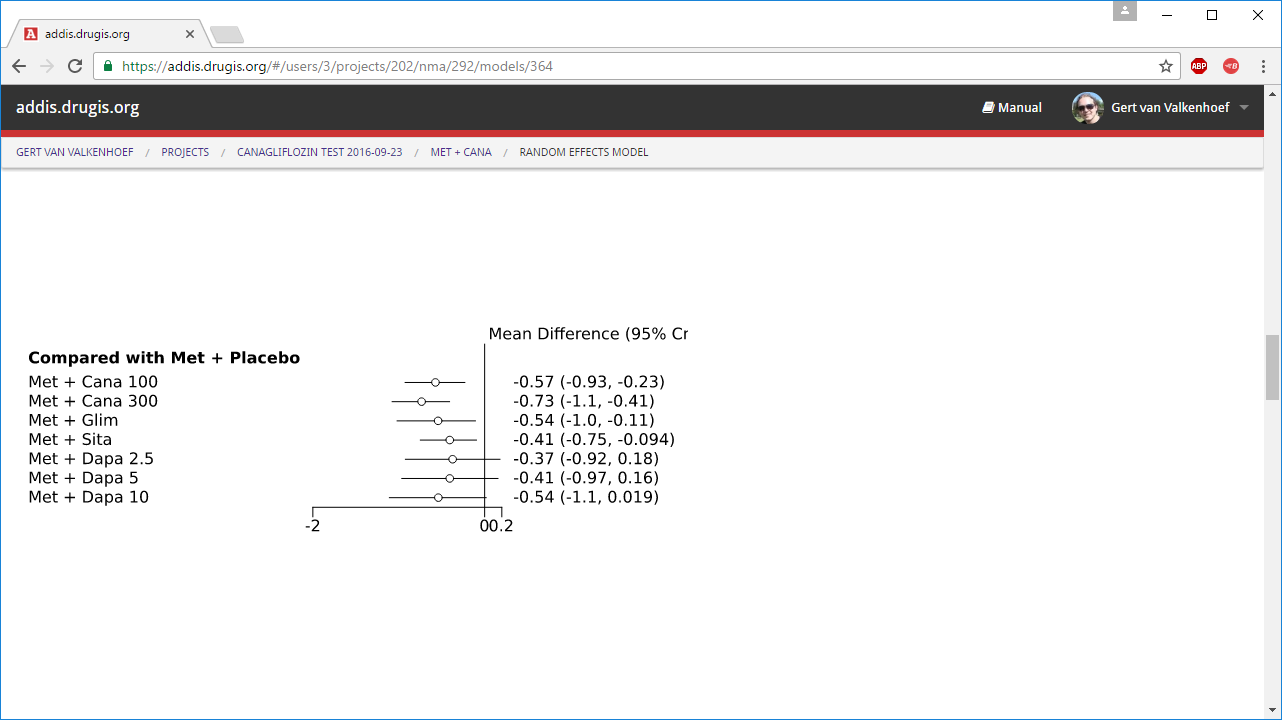 addis.drugis.org
https://addis.drugis.org/#/users/3/projects/202/nma/292/models/364
ABP
addis.drugis.org
Manual
Gert van Valkenhoef
GERT VAN VALKENHOEF / PROJECTS / CANAGLIFLOZIN TEST 2016-09-23 / MET + CANA / RANDOM EFFECTS MODEL
Mean Difference (95% Cr
Compared with Met + Placebo
Met + Cana 100 -0.57 (-0.93, -0.23)
Met + Cana 300 -0.73 (-1.1, -0.41)
Met + Glim -0.54 (-1.0, -0.11)
Met + Sita -0.41 (-0.75, -0.094)
Met + Dapa 2.5 -0.37 (-0.92, 0.18)
Met + Dapa 5 -0.41 (-0.97, 0.16)
Met + Dapa 10 -0.54 (-1.1, 0.019)
-2 00.2